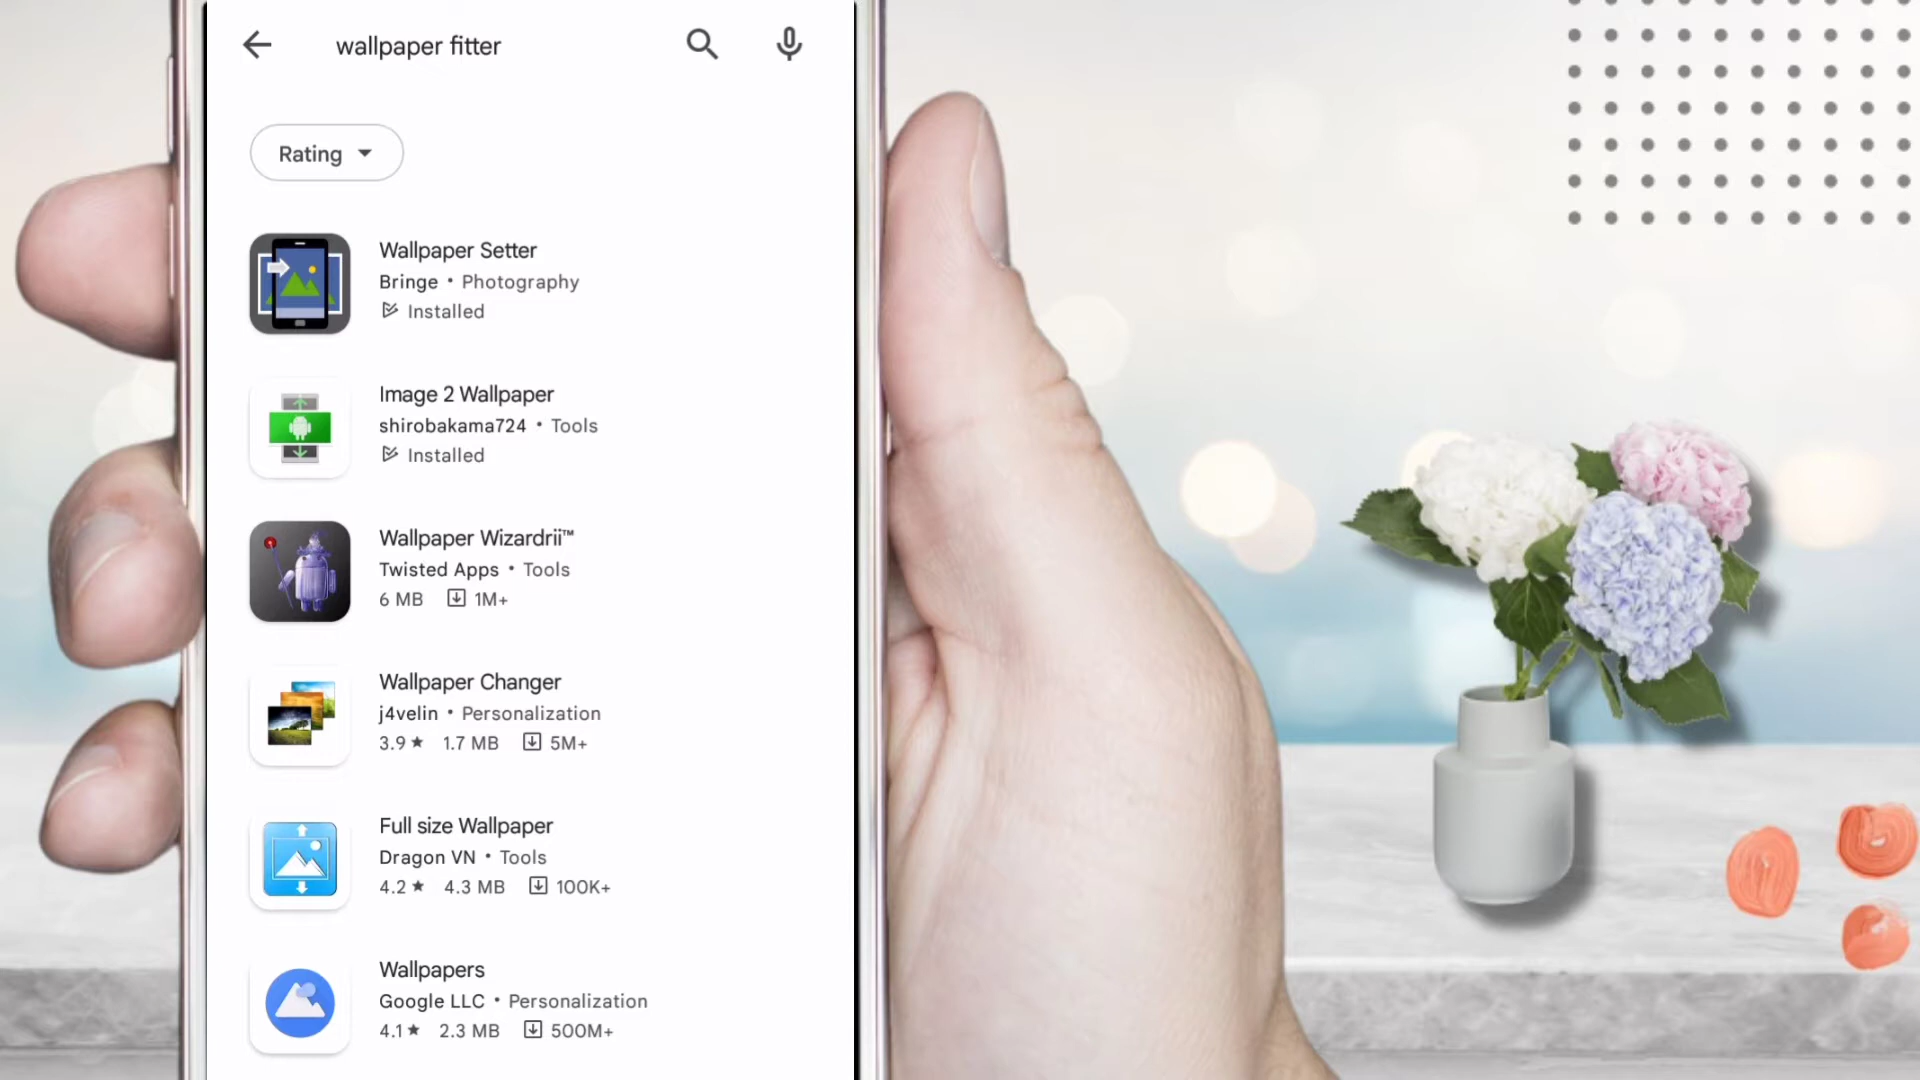 wallpaper fitter
Rating
Wallpaper Setter
Bringe • Photography
Installed
Image 2 Wallpaper
shirobakama724 • Tools
Installed
Wallpaper Wizardrii™
Twisted Apps • Tools
6 MB 1M+
Wallpaper Changer
j4velin • Personalization
3.9★ 1.7 MB 5M+
Full size Wallpaper
Dragon VN • Tools
4.2★ 4.3 MB 100K+
Wallpapers
Google LLC • Personalization
4.1★ 2.3 MB 500M+